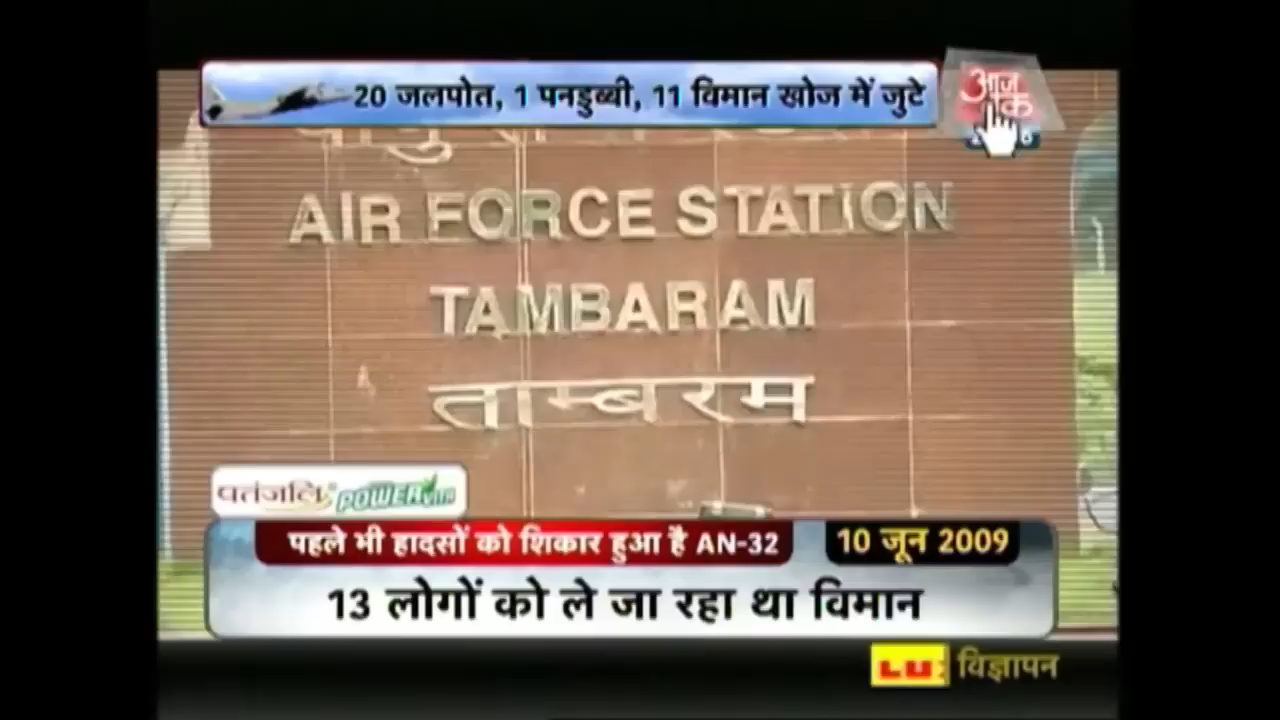 20 जलपोत, 1 पनडुब्बी, 11 विमान खोज में जुटे
आज तक
AIR FORCE STATION
TAMBARAM
ताम्बरम
पतंजलि POWERVITA
पहले भी हादसों को शिकार हुआ है AN-32
10 जून 2009
13 लोगों को ले जा रहा था विमान
विज्ञापन